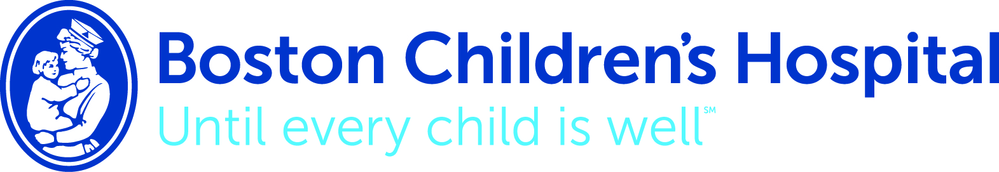 Boston Children’s Hospital
Until every child is well℠